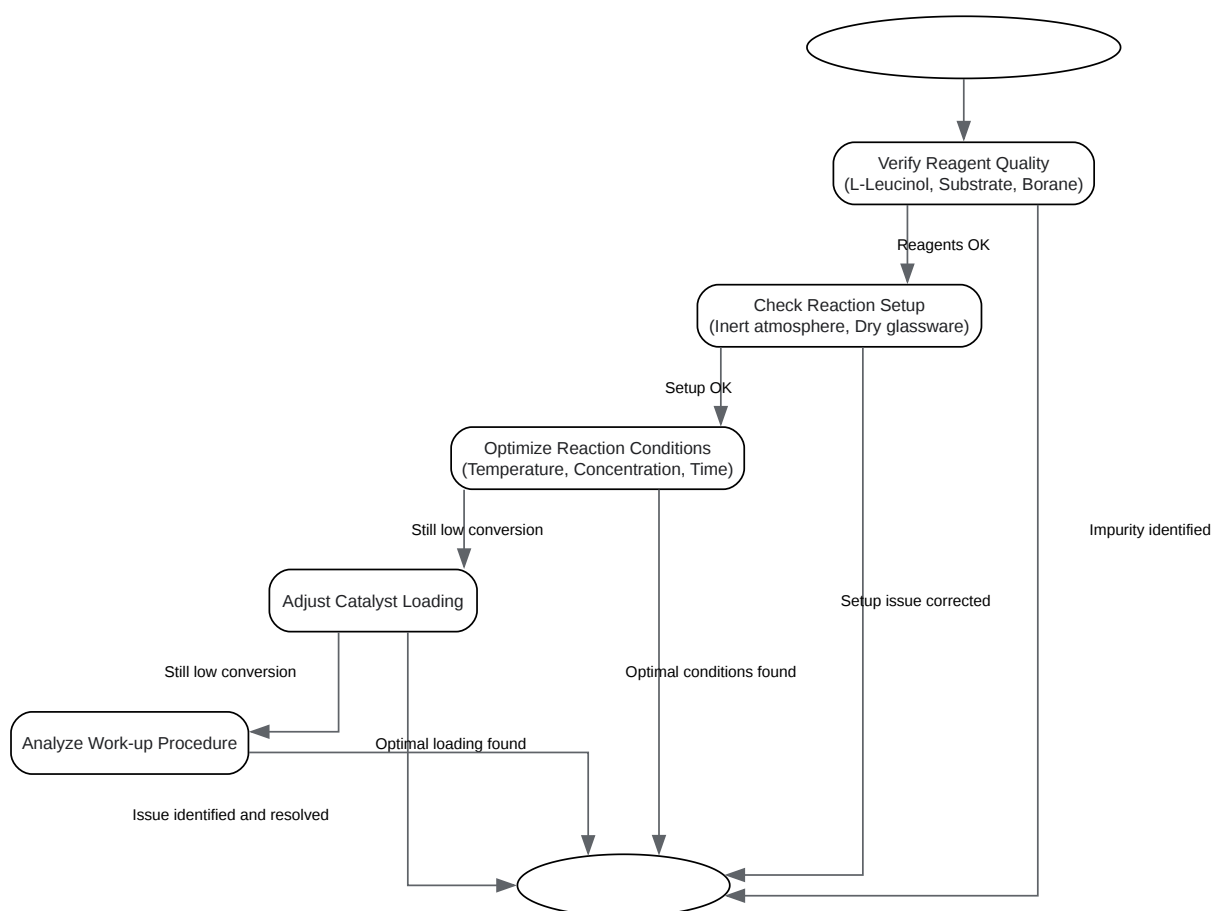 Verify Reagent Quality
(L-Leucinol, Substrate, Borane)
Reagents OK
Check Reaction Setup
(Inert atmosphere, Dry glassware)
Setup OK
Optimize Reaction Conditions
(Temperature, Concentration, Time)
Still low conversion
Impurity identified
Adjust Catalyst Loading
Setup issue corrected
Still low conversion
Optimal conditions found
Analyze Work-up Procedure
Optimal loading found
Issue identified and resolved